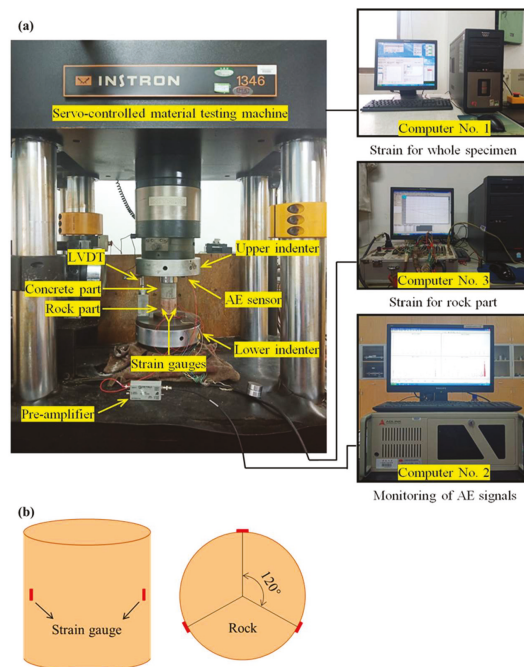 (a)
INSTRON
1346
Servo-controlled material testing machine
Computer No. 1
Strain for whole specimen
LVDT
Concrete part
Rock part
Upper indenter
AE sensor
Computer No. 3
Strain for rock part
Strain gauges
Lower indenter
Pre-amplifier
Computer No. 2
Monitoring of AE signals
(b)
Strain gauge
120°
Rock